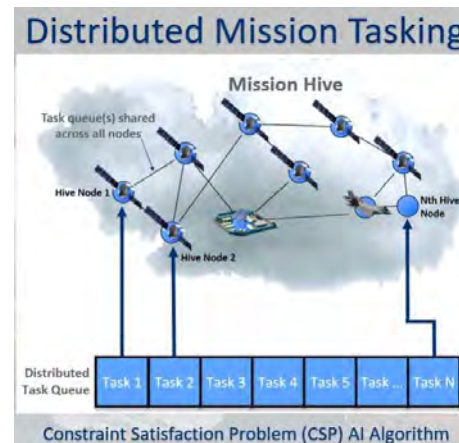 Distributed Mission Tasking
Mission Hive
Task queue(s) shared
across all nodes
Hive Node 1
Hive Node 2
Nth Hive
Node
Distributed
Task Queue
Task 1
Task 2
Task 3
Task 4
Task 5
Task ...
Task N
Constraint Satisfaction Problem (CSP) AI Algorithm